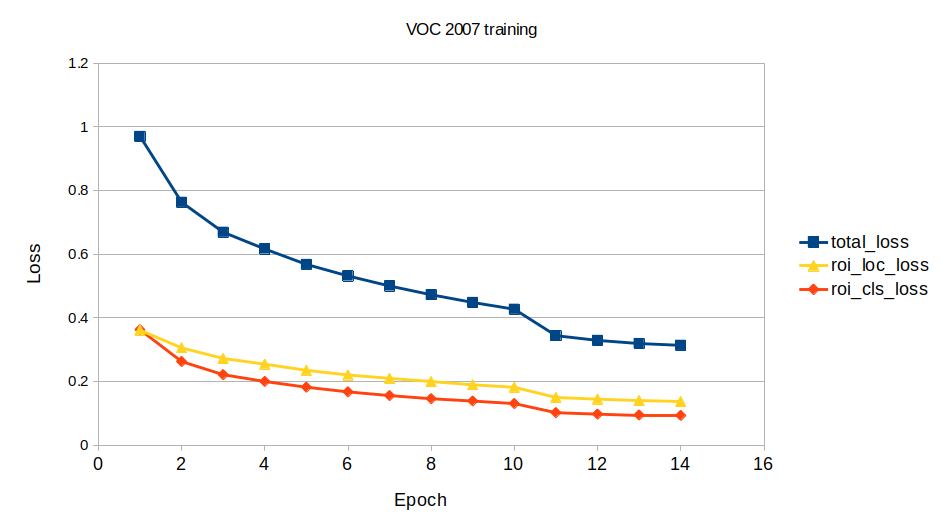 VOC 2007 training
1.2
1
0.8
0.6
0.4
0.2
0
Loss
0 2 4 6 8 10 12 14 16
Epoch
total_loss
roi_loc_loss
roi_cls_loss